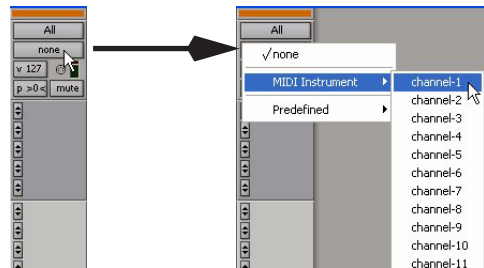 All
none
v 127
p >0< mute
All
√none
MIDI Instrument
Predefined
channel-1
channel-2
channel-3
channel-4
channel-5
channel-6
channel-7
channel-8
channel-9
channel-10
channel-11